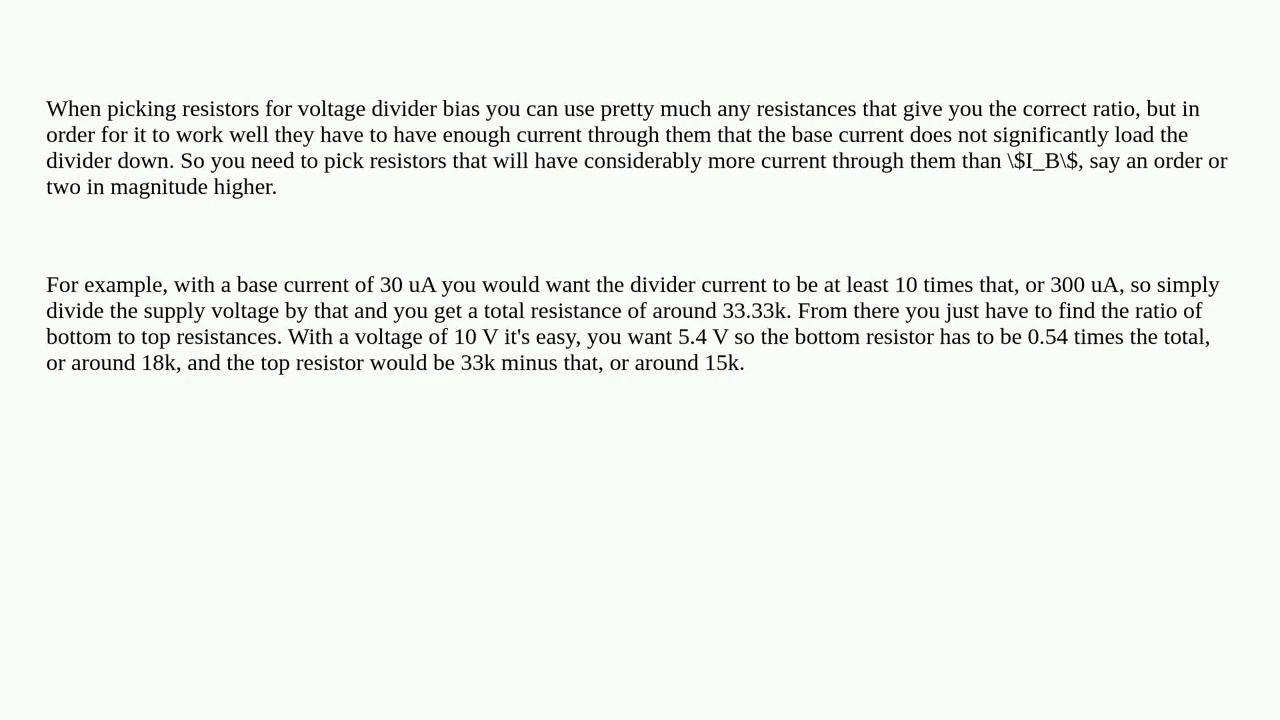 When picking resistors for voltage divider bias you can use pretty much any resistances that give you the correct ratio, but in
order for it to work well they have to have enough current through them that the base current does not significantly load the
divider down. So you need to pick resistors that will have considerably more current through them than \$I_B\$, say an order or
two in magnitude higher.
For example, with a base current of 30 uA you would want the divider current to be at least 10 times that, or 300 uA, so simply
divide the supply voltage by that and you get a total resistance of around 33.33k. From there you just have to find the ratio of
bottom to top resistances. With a voltage of 10 V it's easy, you want 5.4 V so the bottom resistor has to be 0.54 times the total,
or around 18k, and the top resistor would be 33k minus that, or around 15k.